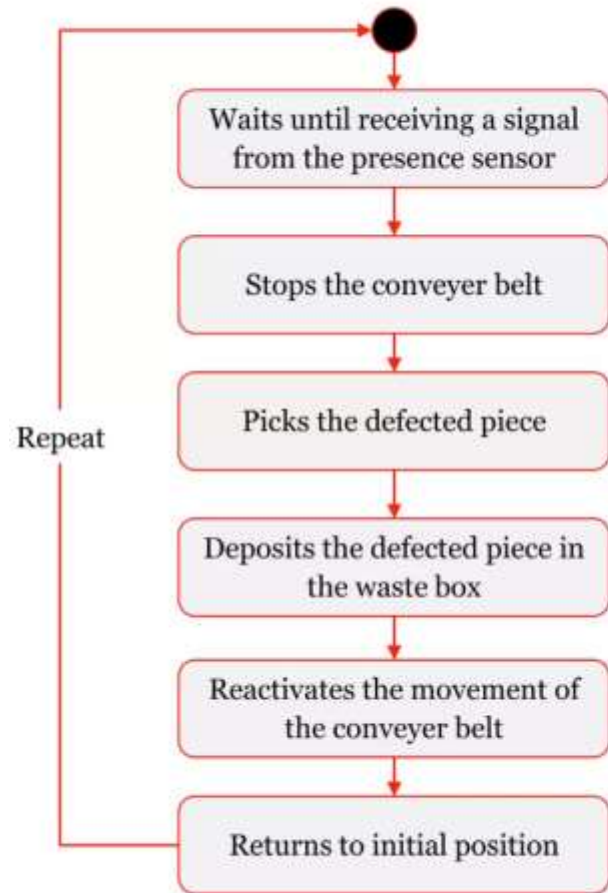 Waits until receiving a signal
from the presence sensor
Stops the conveyer belt
Picks the defected piece
Repeat
Deposits the defected piece in
the waste box
Reactivates the movement of
the conveyer belt
Returns to initial position